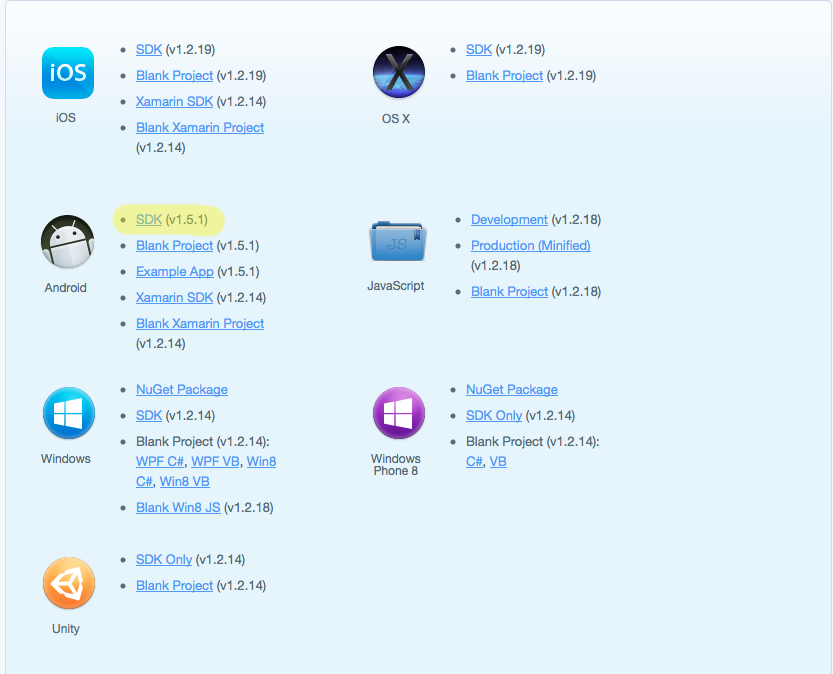 iOS
SDK (v1.2.19)
Blank Project (v1.2.19)
Xamarin SDK (v1.2.14)
Blank Xamarin Project
(v1.2.14)
iOS
X
SDK (v1.2.19)
Blank Project (v1.2.19)
OS X
SDK (v1.5.1)
Blank Project (v1.5.1)
Example App (v1.5.1)
Xamarin SDK (v1.2.14)
Blank Xamarin Project
(v1.2.14)
Android
JS
Development (v1.2.18)
Production (Minified)
(v1.2.18)
Blank Project (v1.2.18)
JavaScript
NuGet Package
SDK (v1.2.14)
Blank Project (v1.2.14):
WPF C#, WPF VB, Win8
C#, Win8 VB
Blank Win8 JS (v1.2.18)
Windows
NuGet Package
SDK Only (v1.2.14)
Blank Project (v1.2.14):
C#, VB
Windows
Phone 8
SDK Only (v1.2.14)
Blank Project (v1.2.14)
Unity